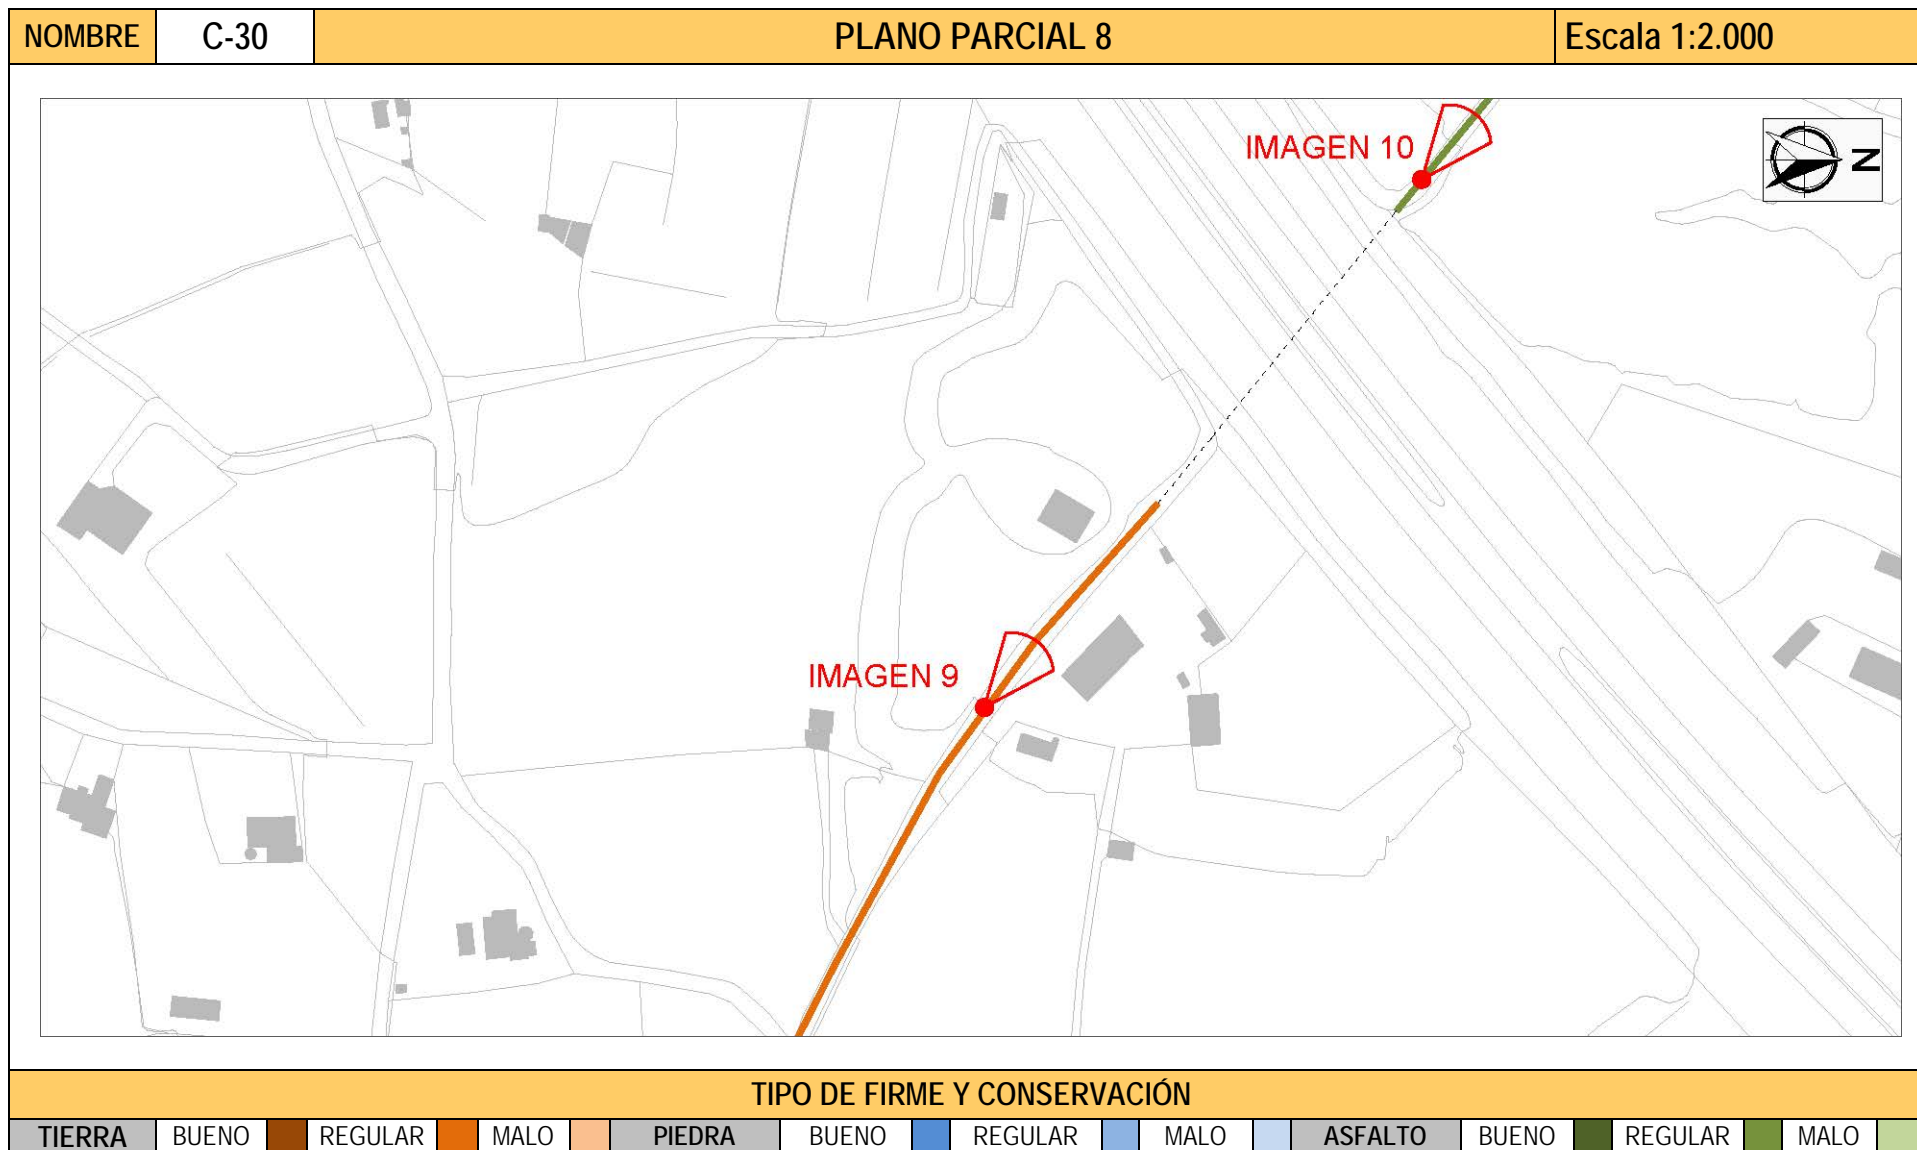 NOMBRE C-30 PLANO PARCIAL 8 Escala 1:2.000
IMAGEN 10
N
IMAGEN 9
TIPO DE FIRME Y CONSERVACIÓN
TIERRA BUENO REGULAR MALO PIEDRA BUENO REGULAR MALO ASFALTO BUENO REGULAR MALO